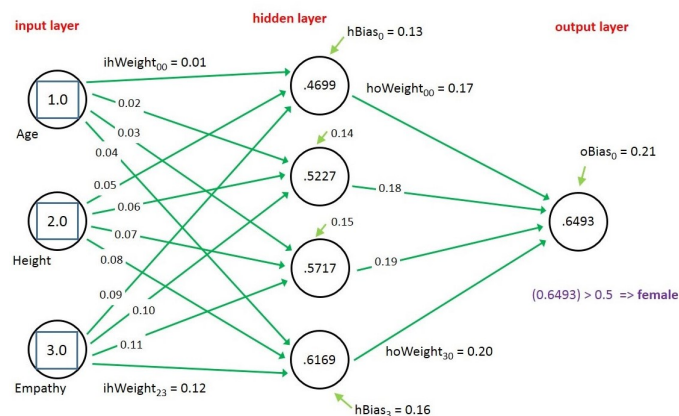 input layer
hidden layer
output layer
hBias0 = 0.13
ihWeight00 = 0.01
.4699
hoWeight00 = 0.17
1.0
0.02
Age
0.03
0.14
0.04
oBias0 = 0.21
.5227
0.05
0.18
0.06
2.0
.6493
0.15
0.07
Height
0.08
.5717
0.19
0.09
(0.6493) > 0.5 => female
0.10
3.0
0.11
.6169
hoWeight30 = 0.20
Empathy
ihWeight23 = 0.12
hBias3 = 0.16